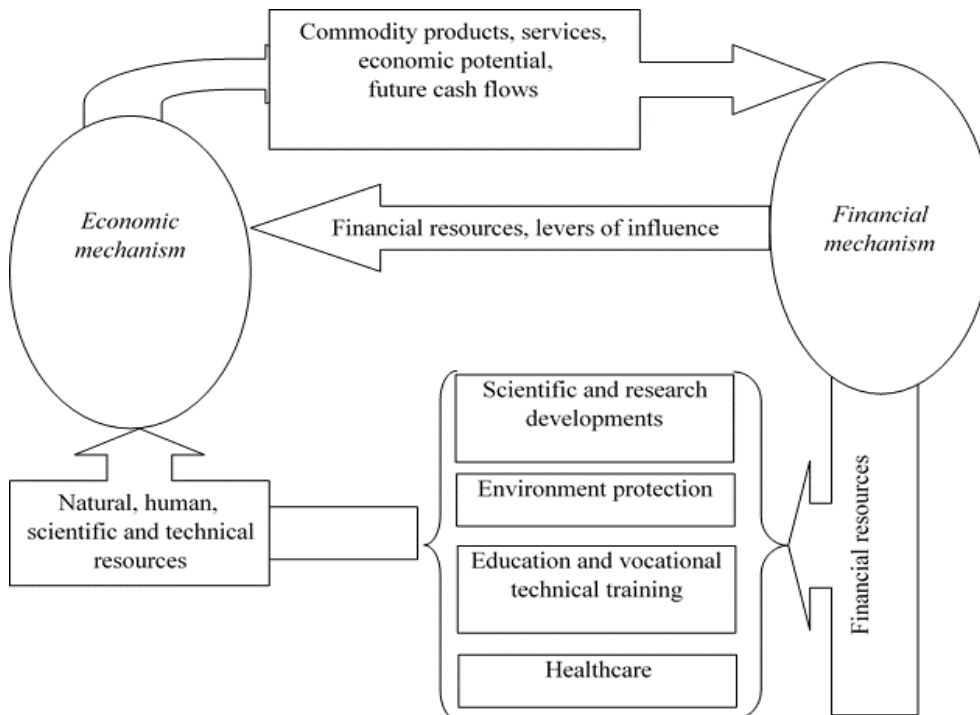 Commodity products, services,
economic potential,
future cash flows
Economic
mechanism
Financial resources, levers of influence
Financial
mechanism
Scientific and research
developments
Environment protection
Education and vocational
technical training
Healthcare
Natural, human,
scientific and technical
resources
Financial resources